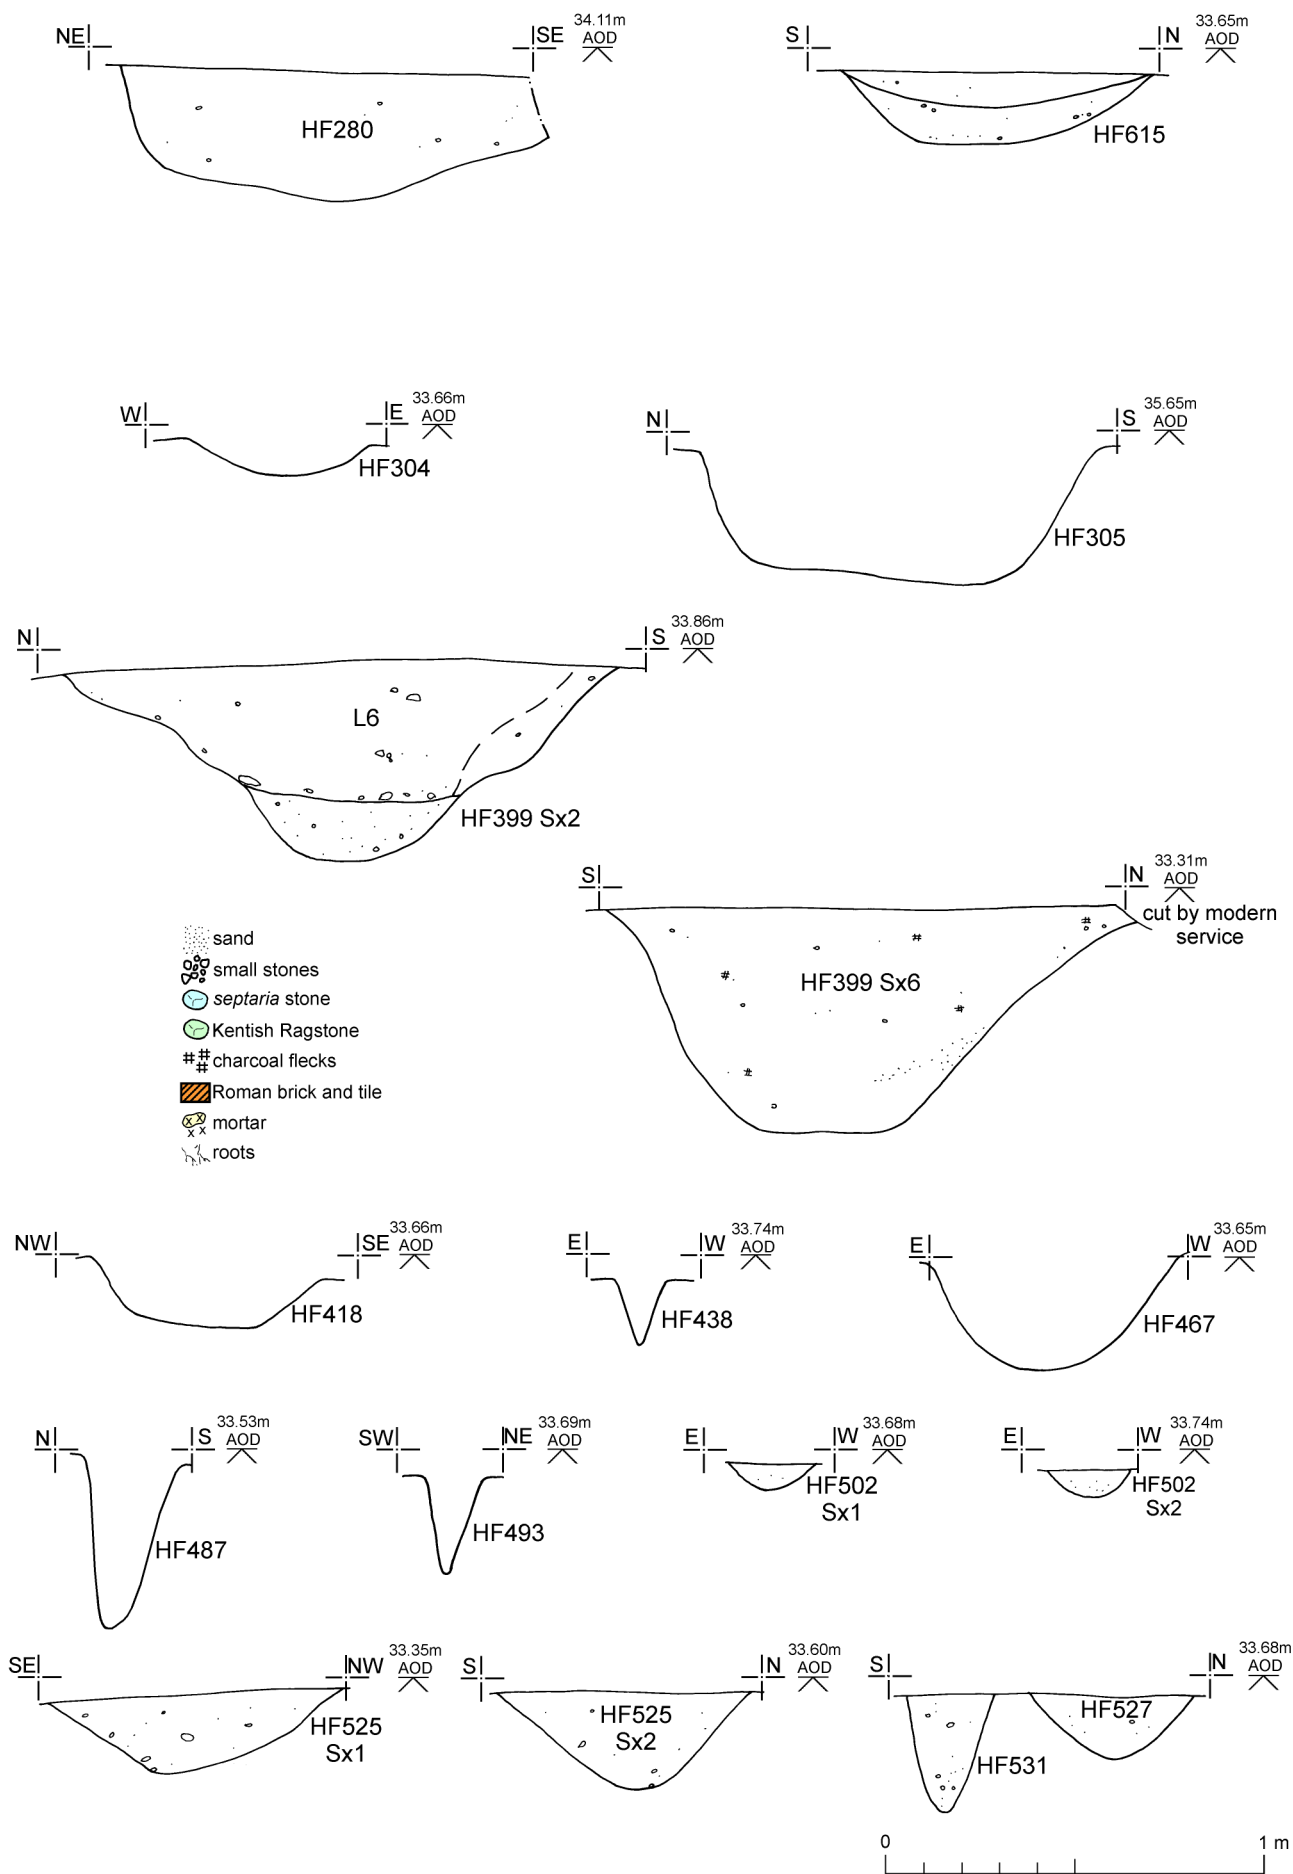 NE
SE
34.11m
AOD
HF280
S
N
33.65m
AOD
HF615
W
E
33.66m
AOD
HF304
N
S
35.65m
AOD
HF305
N
S
33.86m
AOD
L6
HF399 Sx2
S
N
33.31m
AOD
cut by modern
service
HF399 Sx6
sand
small stones
septaria stone
Kentish Ragstone
charcoal flecks
Roman brick and tile
mortar
roots
NW
SE
33.66m
AOD
HF418
E
W
33.74m
AOD
HF438
E
W
33.65m
AOD
HF467
N
S
33.53m
AOD
HF487
SW
NE
33.69m
AOD
HF493
E
W
33.68m
AOD
HF502
Sx1
E
W
33.74m
AOD
HF502
Sx2
SE
NW
33.35m
AOD
HF525
Sx1
S
N
33.60m
AOD
HF525
Sx2
S
N
33.68m
AOD
HF527
HF531
0
1 m